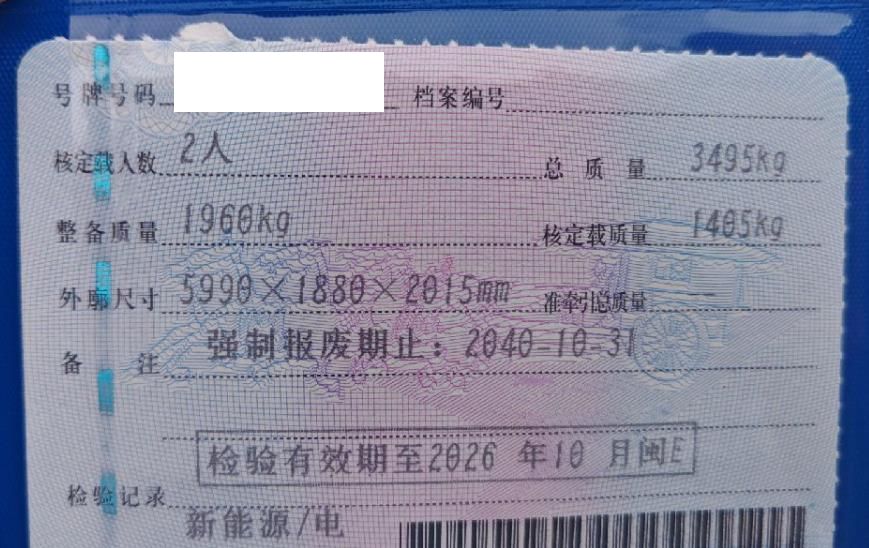 号牌号码 档案编号
核定载人数 2人 总质量 3495kg
整备质量 1960kg 核定载质量 1405kg
外廓尺寸 5990×1880×2015mm 准牵引总质量 —
备注 强制报废期止：2040-10-31
检验有效期至2026 年10 月闽E
检验记录
新能源/电